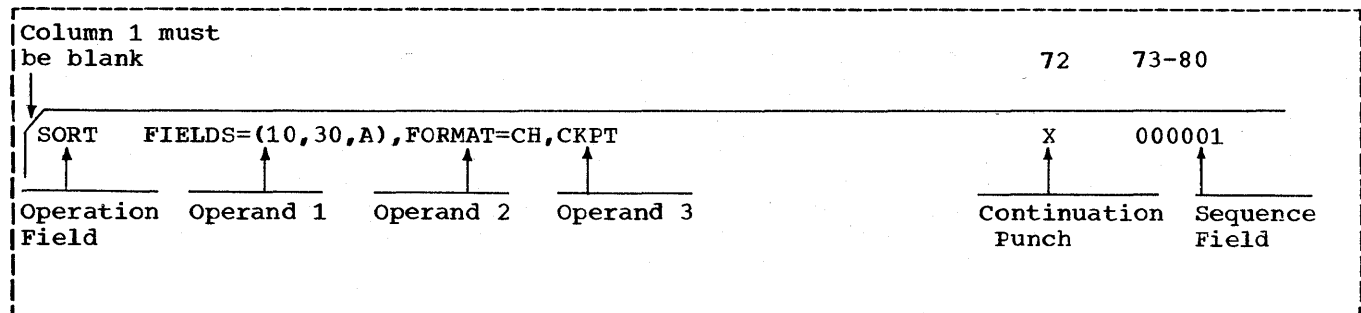 Column 1 must
be blank
72 73-80
SORT FIELDS=(10,30,A),FORMAT=CH,CKPT X 000001
Operation Operand 1 Operand 2 Operand 3 Continuation Sequence
Field Punch Field